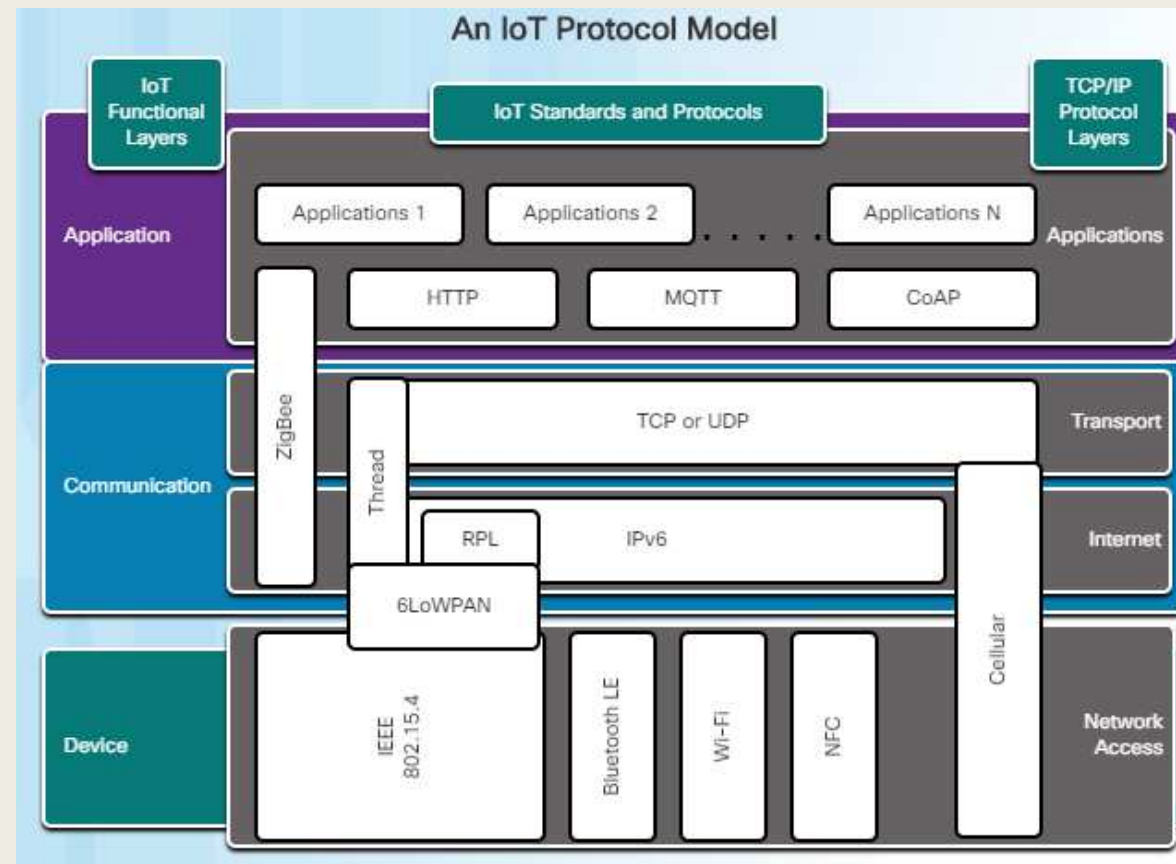 An IoT Protocol Model
IoT
Functional
Layers
IoT Standards and Protocols
TCP/IP
Protocol
Layers
Application
Applications 1
Applications 2
. . . . .
Applications N
Applications
HTTP
MQTT
CoAP
Communication
ZigBee
Thread
TCP or UDP
Transport
RPL
IPv6
Internet
6LoWPAN
Cellular
Device
IEEE
802.15.4
Bluetooth LE
Wi-Fi
NFC
Network
Access